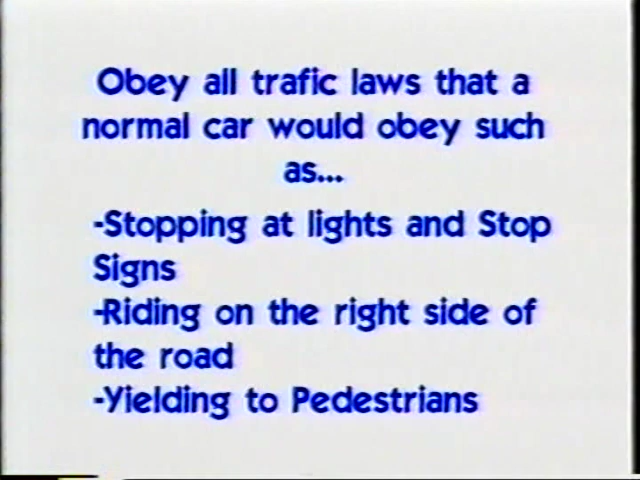 Obey all trafic laws that a
normal car would obey such
as...
-Stopping at lights and Stop
Signs
-Riding on the right side of
the road
-Yielding to Pedestrians